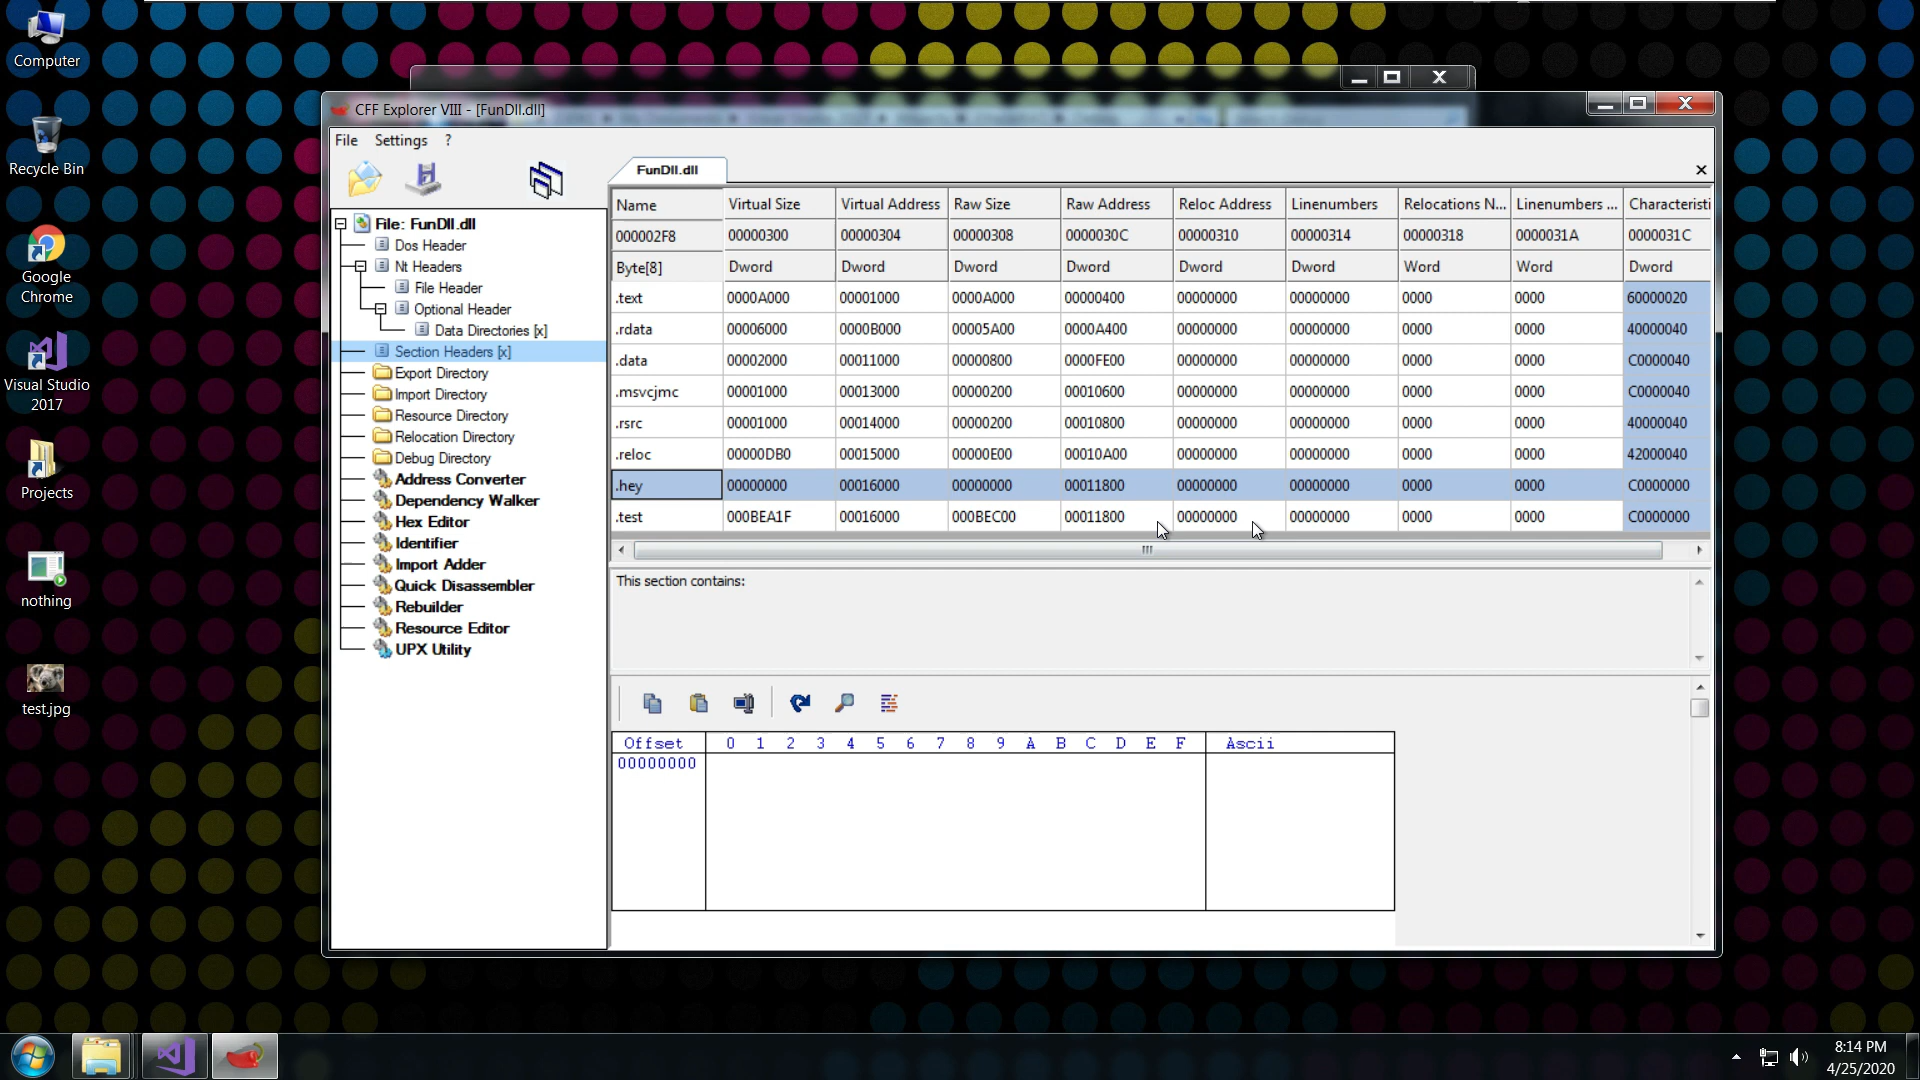 Computer
Recycle Bin
Google
Chrome
Visual Studio
2017
Projects
nothing
test.jpg
CFF Explorer VIII - [FunDll.dll]
File Settings ?
FunDll.dll
File: FunDll.dll
Dos Header
Nt Headers
File Header
Optional Header
Data Directories [x]
Section Headers [x]
Export Directory
Import Directory
Resource Directory
Relocation Directory
Debug Directory
Address Converter
Dependency Walker
Hex Editor
Identifier
Import Adder
Quick Disassembler
Rebuilder
Resource Editor
UPX Utility
Name Virtual Size Virtual Address Raw Size Raw Address Reloc Address Linenumbers Relocations N... Linenumbers ... Characteristi
000002F8 00000300 00000304 00000308 0000030C 00000310 00000314 00000318 0000031A 0000031C
Byte[8] Dword Dword Dword Dword Dword Dword Word Word Dword
.text 0000A000 00001000 0000A000 00000400 00000000 00000000 0000 0000 60000020
.rdata 00006000 0000B000 00005A00 0000A400 00000000 00000000 0000 0000 40000040
.data 00002000 00011000 00000800 0000FE00 00000000 00000000 0000 0000 C0000040
.msvcjmc 00001000 00013000 00000200 00010600 00000000 00000000 0000 0000 C0000040
.rsrc 00001000 00014000 00000200 00010800 00000000 00000000 0000 0000 40000040
.reloc 00000DB0 00015000 00000E00 00010A00 00000000 00000000 0000 0000 42000040
.hey 00000000 00016000 00000000 00011800 00000000 00000000 0000 0000 C0000000
.test 000BEA1F 00016000 000BEC00 00011800 00000000 00000000 0000 0000 C0000000
This section contains:
Offset 0 1 2 3 4 5 6 7 8 9 A B C D E F Ascii
00000000
8:14 PM
4/25/2020